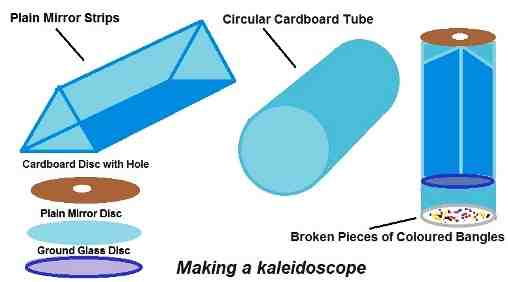 Plain Mirror Strips
Circular Cardboard Tube
Cardboard Disc with Hole
Plain Mirror Disc
Ground Glass Disc
Broken Pieces of Coloured Bangles
Making a kaleidoscope